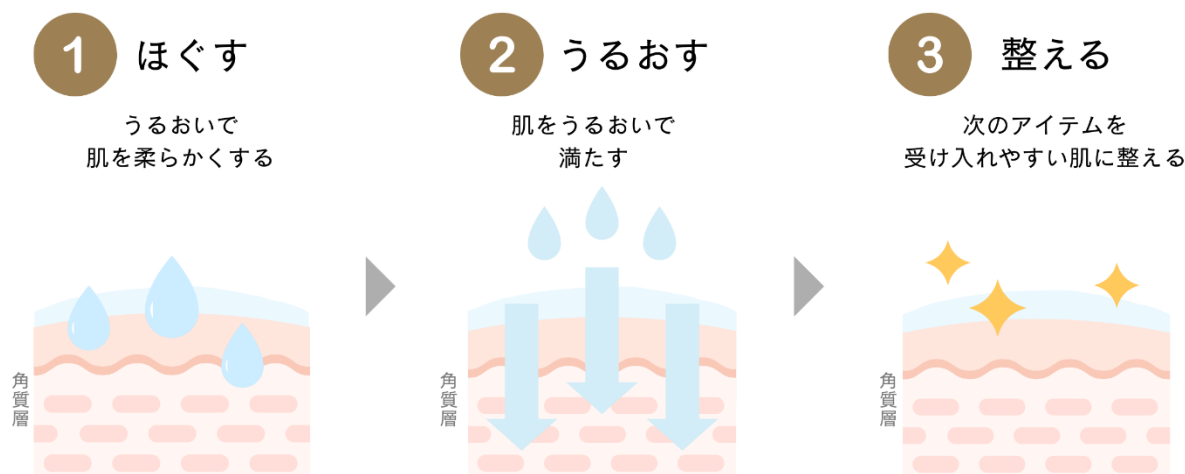 1 ほぐす
うるおいで
肌を柔らかくする
角質層
2 うるおす
肌をうるおいで
満たす
角質層
3 整える
次のアイテムを
受け入れやすい肌に整える
角質層